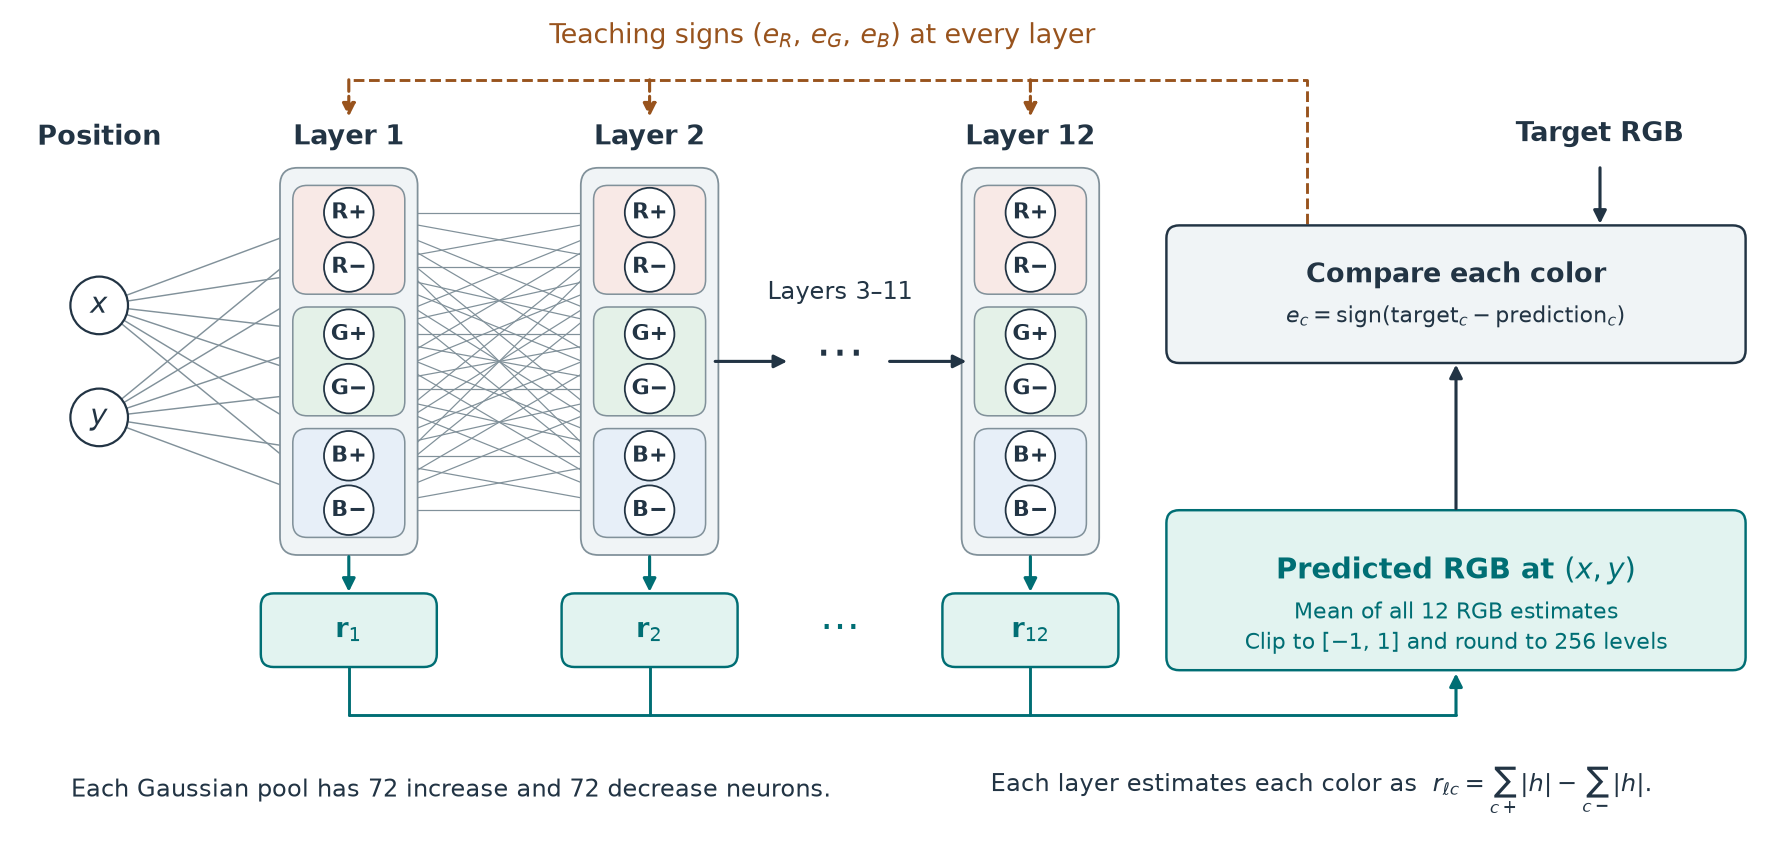 Teaching signs (e_R, e_G, e_B) at every layer
Position
Layer 1
Layer 2
Layer 12
Target RGB
x
y
R+
R−
G+
G−
B+
B−
R+
R−
G+
G−
B+
B−
Layers 3–11
...
R+
R−
G+
G−
B+
B−
Compare each color
e_c = sign(target_c − prediction_c)
r_1
r_2
...
r_12
Predicted RGB at (x, y)
Mean of all 12 RGB estimates
Clip to [−1, 1] and round to 256 levels
Each Gaussian pool has 72 increase and 72 decrease neurons.
Each layer estimates each color as r_ℓc = ∑_c+ |h| − ∑_c− |h|.